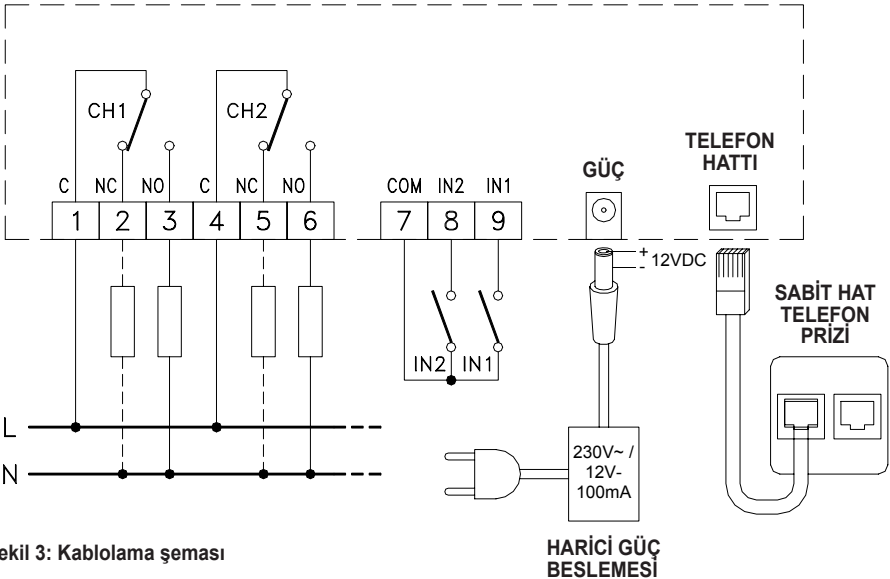 CH1
CH2
C NC NO C NC NO
1 2 3 4 5 6
COM IN2 IN1
7 8 9
GÜÇ
TELEFON
HATTI
+
12VDC
-
SABİT HAT
TELEFON
PRİZİ
IN2 IN1
L
N
230V~ /
12V-
100mA
HARİCİ GÜÇ
BESLEMESİ
ekil 3: Kablolama şeması